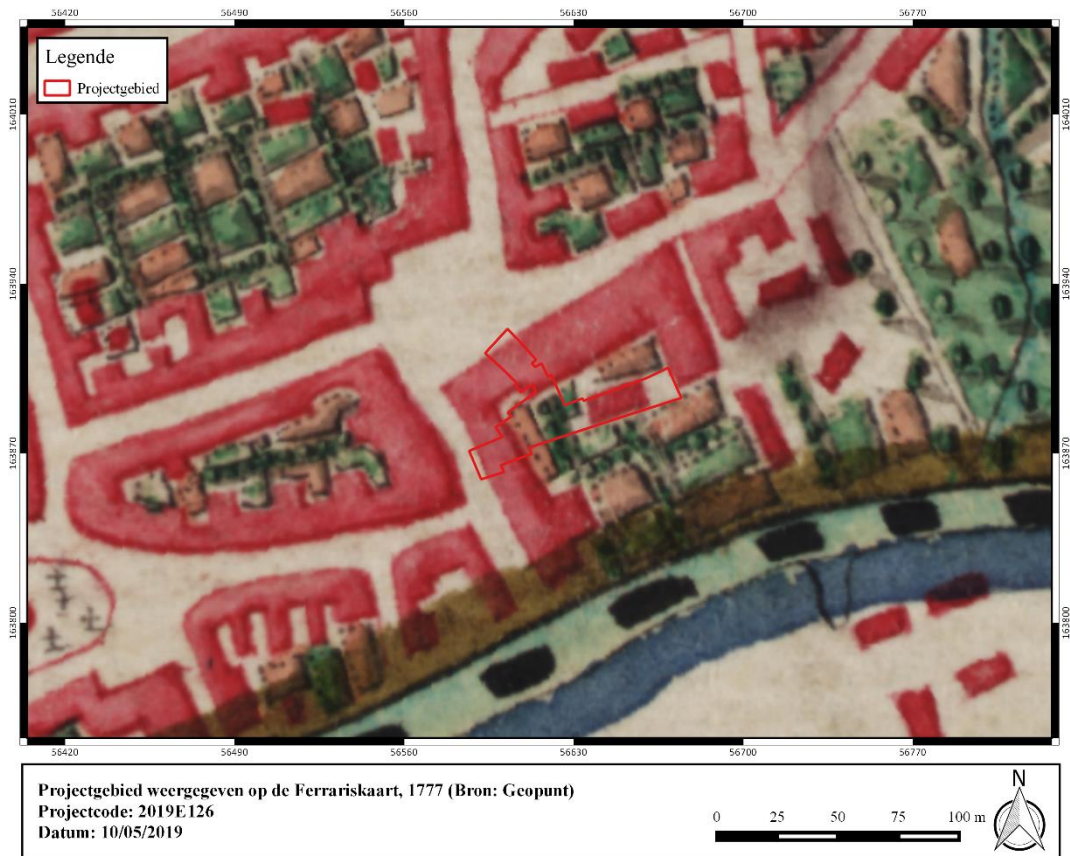 56420 56490 56560 56630 56700 56770
Legende
Projectgebied
164010 164010
163940 163940
163870 163870
163800 163800
56420 56490 56560 56630 56700 56770
Projectgebied weergegeven op de Ferrariskaart, 1777 (Bron: Geopunt)
Projectcode: 2019E126
Datum: 10/05/2019
0 25 50 75 100 m
N